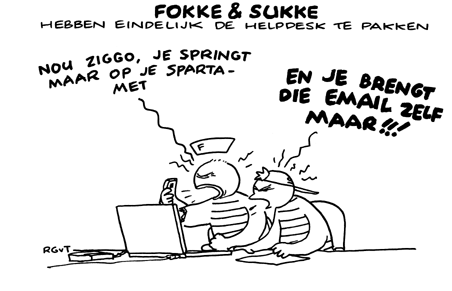 FOKKE & SUKKE
HEBBEN EINDELIJK DE HELPDESK TE PAKKEN
NOU ZIGGO, JE SPRINGT
MAAR OP JE SPARTA-
MET
EN JE BRENGT
DIE EMAIL ZELF
MAAR!!!
F
RGvT